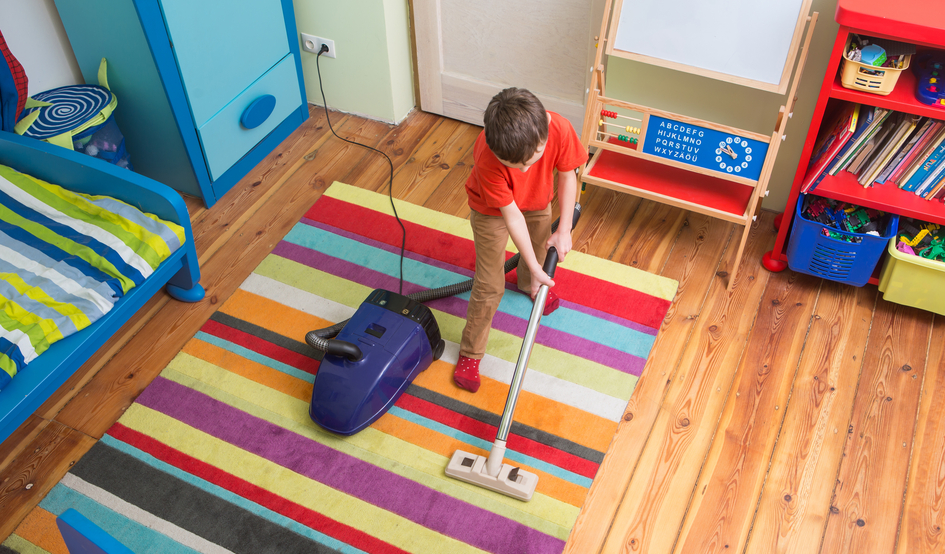 ABCDEFG
HIJKLMNO
PQRSTUV
WXYZÄÖÜ